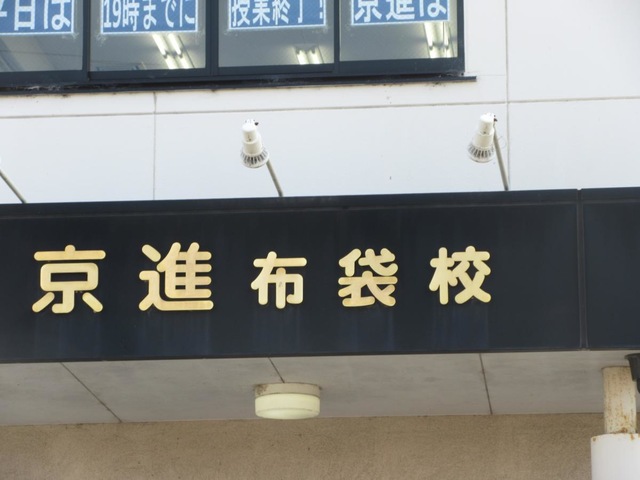 平日は
19時までに
授業終了!
京進は
京進 布袋校